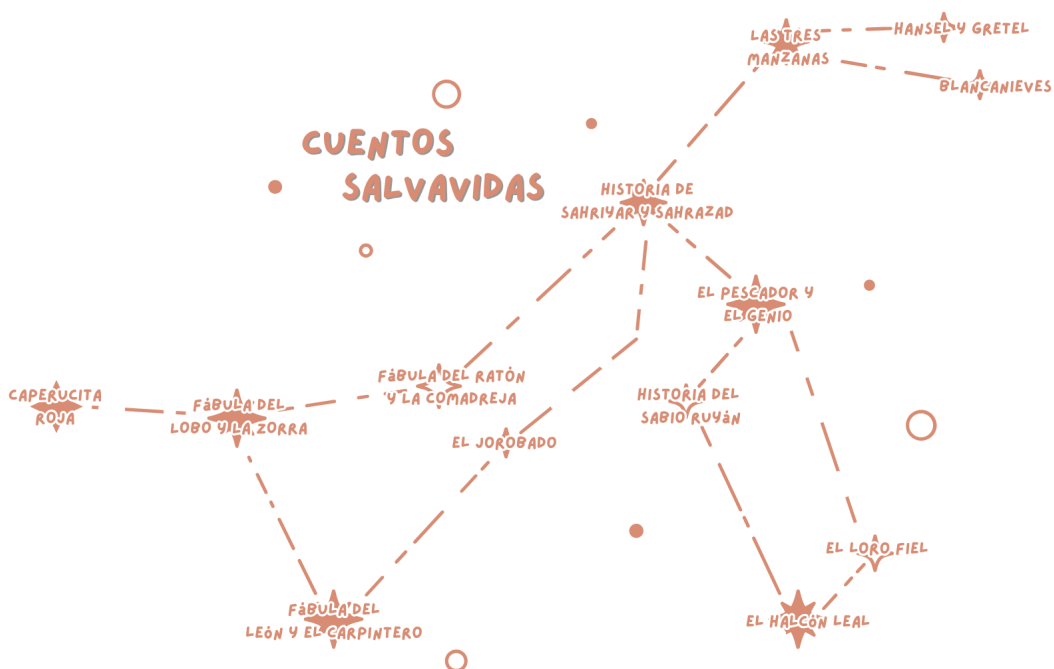 LAS TRES
MANZANAS
HANSEL Y GRETEL
BLANCANIEVES
CUENTOS
SALVAVIDAS
HISTORIA DE
SAHRIYAR Y SAHRAZAD
EL PESCADOR Y
EL GENIO
FÁBULA DEL RATÓN
Y LA COMADREJA
HISTORIA DEL
SABIO RUYÁN
CAPERUCITA
ROJA
FÁBULA DEL
LOBO Y LA ZORRA
EL JOROBADO
EL LORO FIEL
FÁBULA DEL
LEÓN Y EL CARPINTERO
EL HALCÓN LEAL